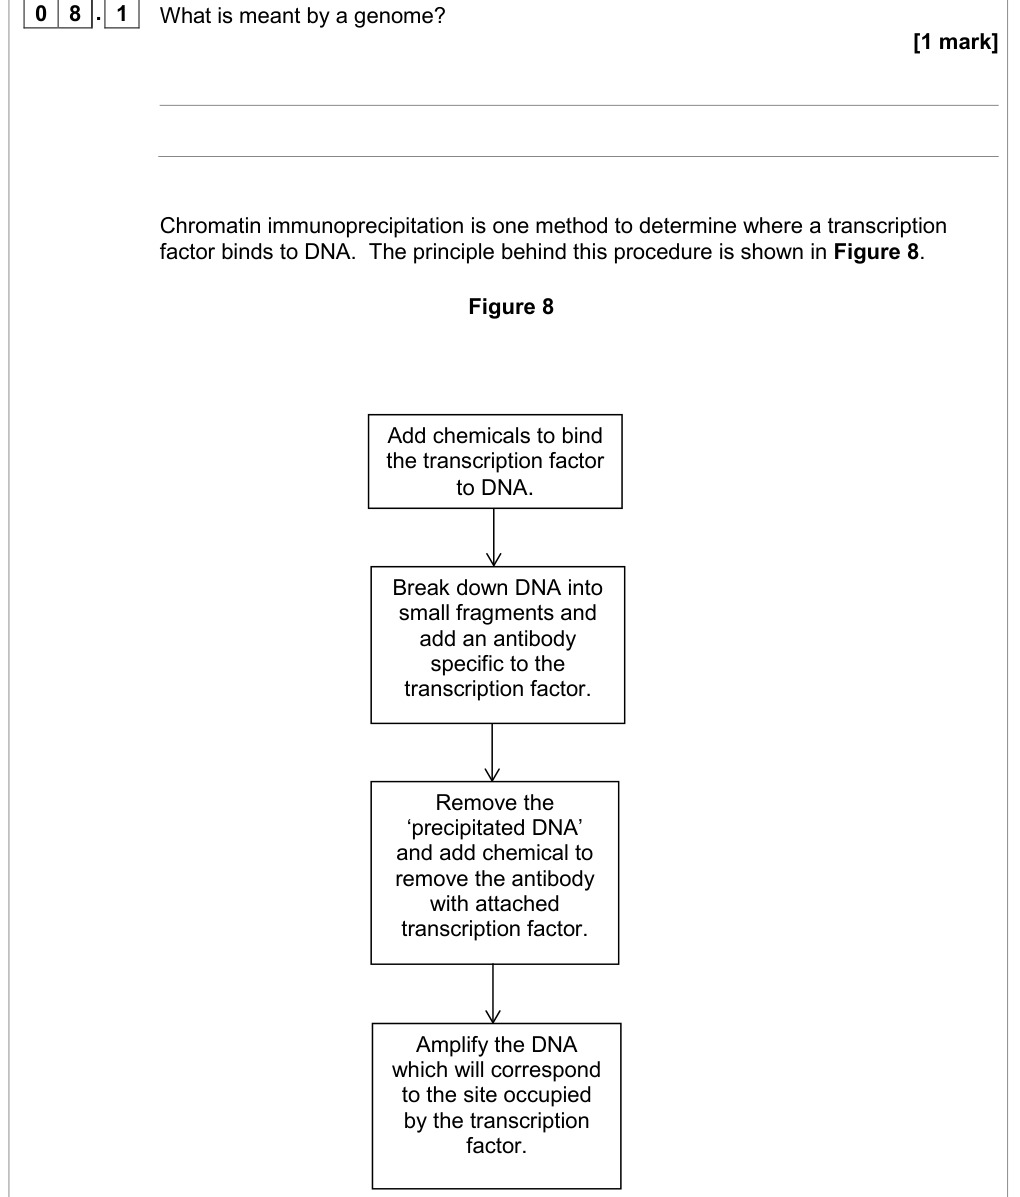 0 8 . 1 What is meant by a genome?
[1 mark]
Chromatin immunoprecipitation is one method to determine where a transcription
factor binds to DNA. The principle behind this procedure is shown in Figure 8.
Figure 8
Add chemicals to bind
the transcription factor
to DNA.
Break down DNA into
small fragments and
add an antibody
specific to the
transcription factor.
Remove the
‘precipitated DNA’
and add chemical to
remove the antibody
with attached
transcription factor.
Amplify the DNA
which will correspond
to the site occupied
by the transcription
factor.